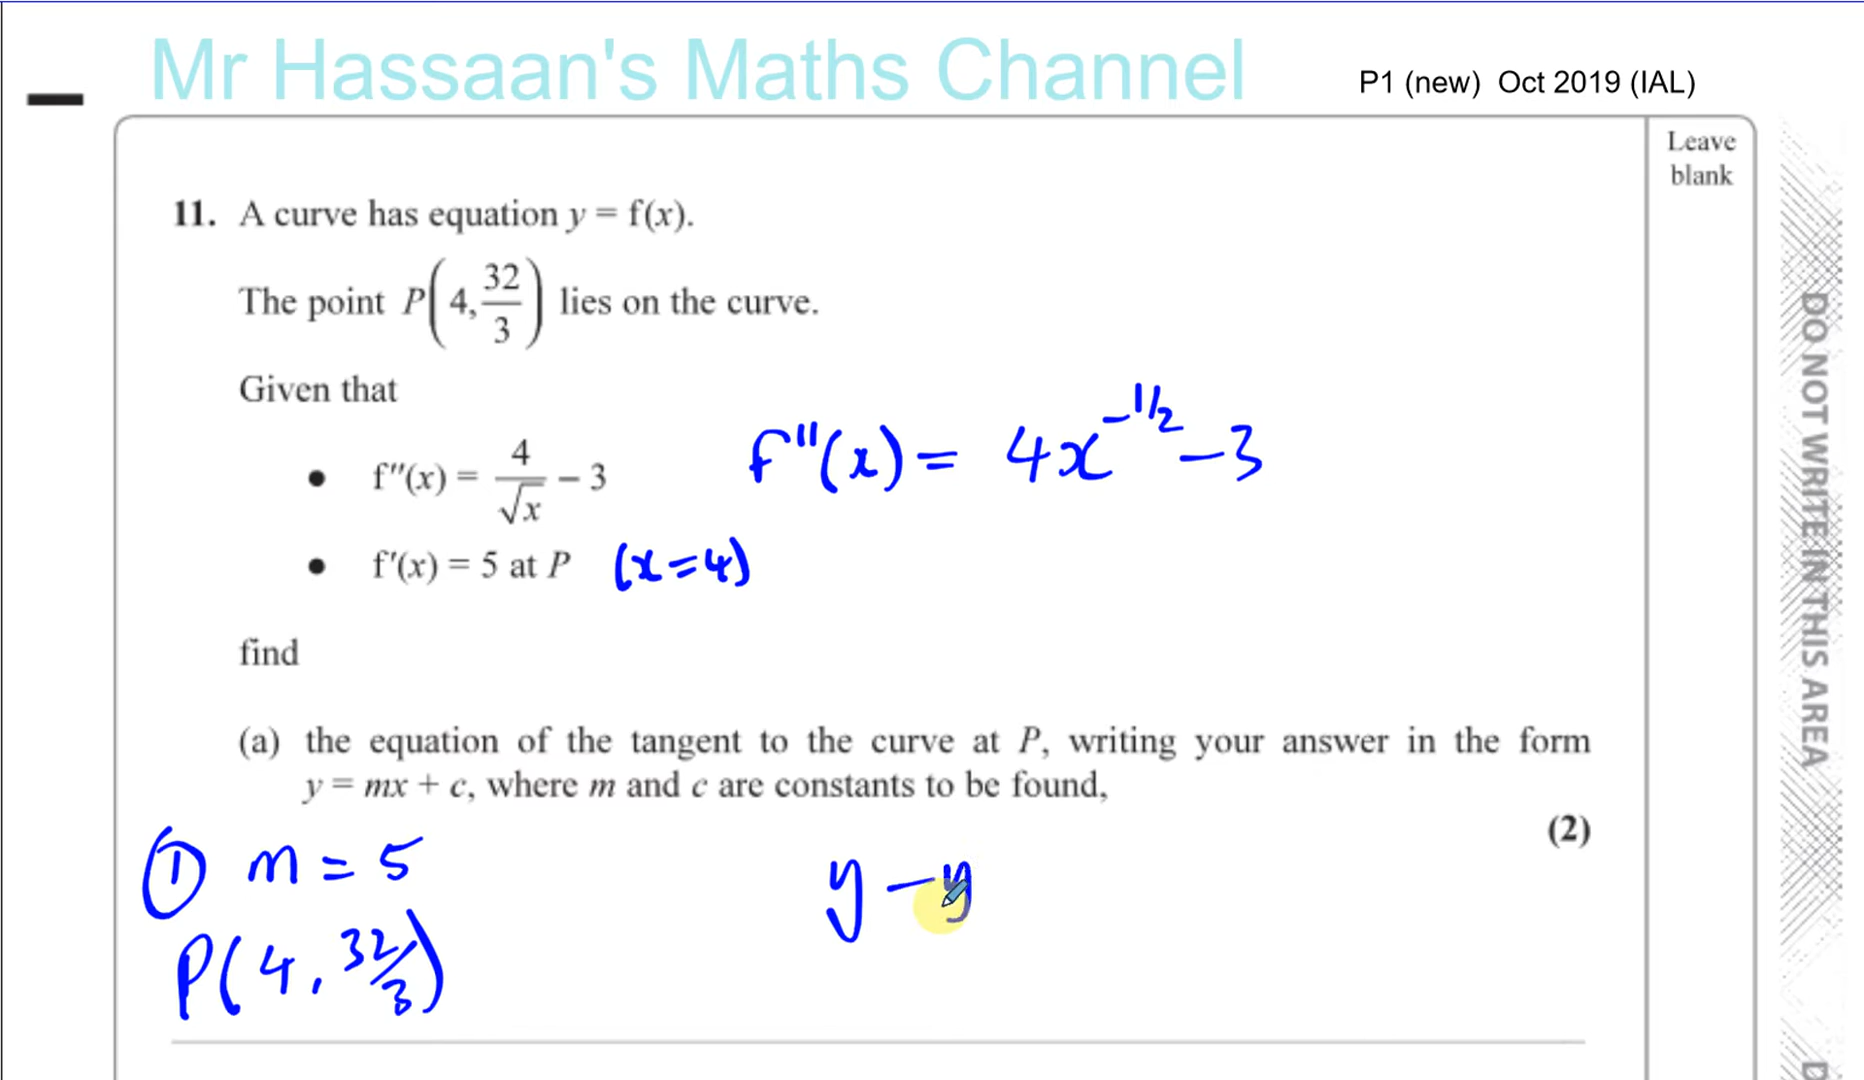 Mr Hassaan's Maths Channel
P1 (new) Oct 2019 (IAL)
Leave
blank
11. A curve has equation y = f(x).
The point P(4, 32/3) lies on the curve.
Given that
• f''(x) = 4/√x − 3
f''(x) = 4x^(-1/2) − 3
• f'(x) = 5 at P (x=4)
find
(a) the equation of the tangent to the curve at P, writing your answer in the form
y = mx + c, where m and c are constants to be found,
(2)
① m = 5
y − y
P(4, 32/3)
DO NOT WRITE IN THIS AREA
D